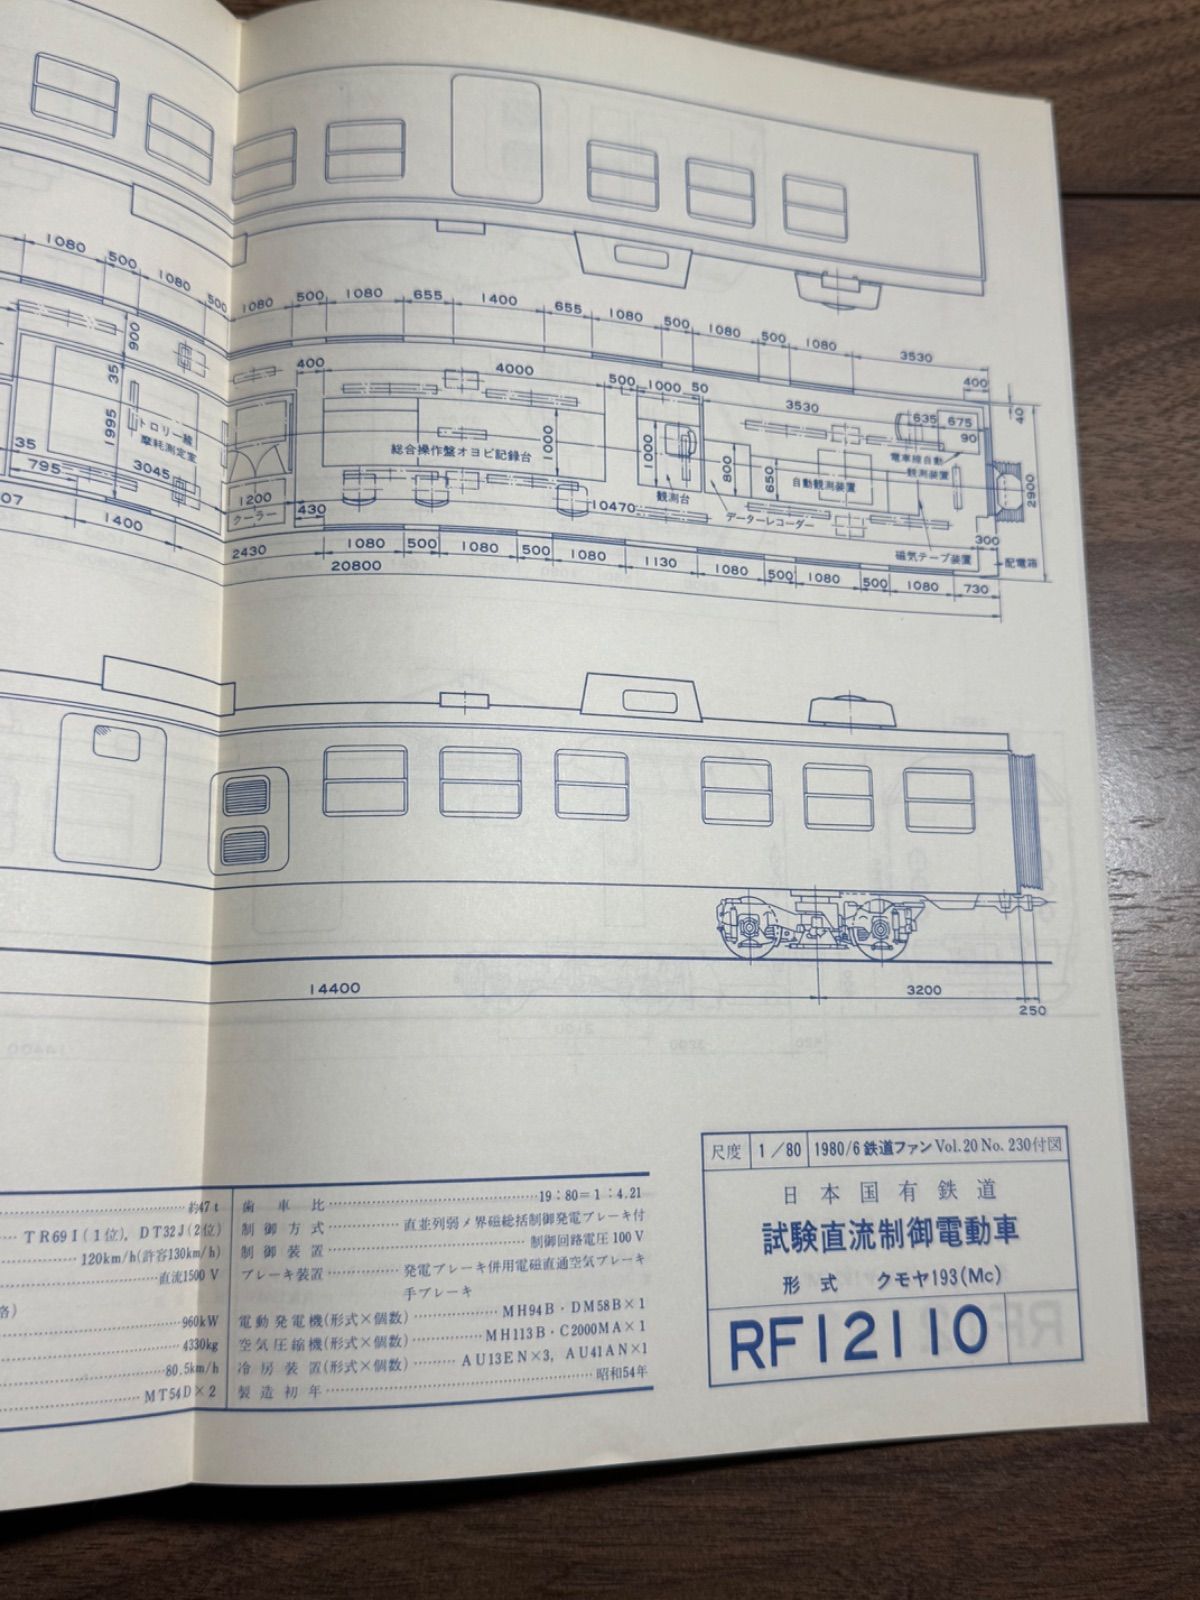 1080 500 1080 500 1080 500 1080 655 1400 655 1080 500 1080 500 1080 3530
400 4000 500 1000 50 3530 400
900 35 1995 1000 1000 800 650 635 675 90 40 2900
トロリー線
摩耗測定室
総合操作盤オヨビ記録台
電車線自動
観測装置
自動観測装置
観測台
35 795 3045 1200
クーラー
430 10470
データーレコーダー
磁気テープ装置
300
配電箱
07 1400 2430 1080 500 1080 500 1080 1130 1080 500 1080 500 1080 730
20800
14400 3200
250
尺度 1/80 1980/6 鉄道ファン Vol.20 No.230付図
日本国有鉄道
試験直流制御電動車
形式 クモヤ193(Mc)
RF12110
約47t
TR69I(1位), DT32J(2位)
120km/h(許容130km/h)
直流1500V
960kW
4330kg
80.5km/h
MT54D×2
歯車比 19:80=1:4.21
制御方式 直並列弱メ界磁総括制御発電ブレーキ付
制御装置 制御回路電圧100V
ブレーキ装置 発電ブレーキ併用電磁直通空気ブレーキ
手ブレーキ
電動発電機(形式×個数) MH94B・DM58B×1
空気圧縮機(形式×個数) MH113B・C2000MA×1
冷房装置(形式×個数) AU13EN×3, AU41AN×1
製造初年 昭和54年